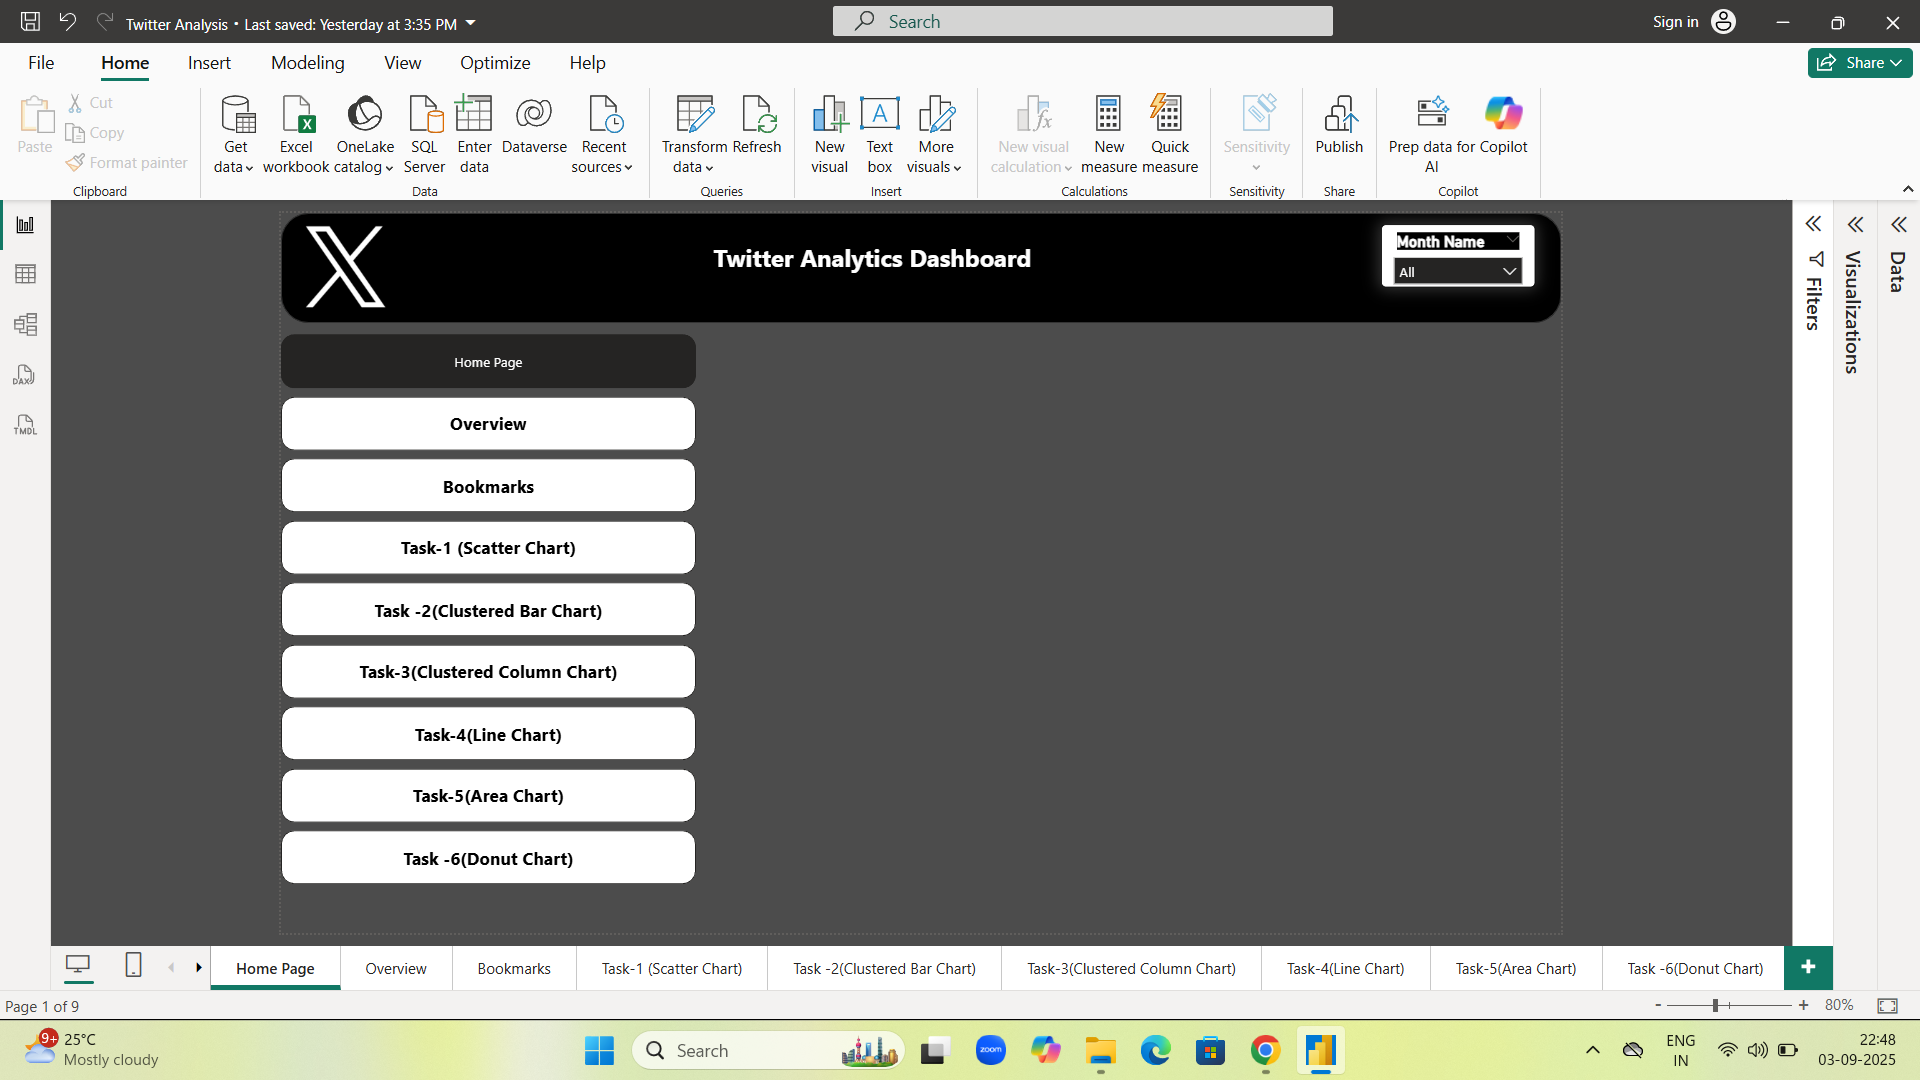 Twitter Analysis • Last saved: Yesterday at 3:35 PM
Search
Sign in
File
Home
Insert
Modeling
View
Optimize
Help
Share
Paste
Cut
Copy
Format painter
Clipboard
Get data
Excel workbook
OneLake catalog
SQL Server
Enter data
Dataverse
Recent sources
Data
Transform data
Refresh
Queries
New visual
Text box
More visuals
Insert
New visual calculation
New measure
Quick measure
Calculations
Sensitivity
Sensitivity
Publish
Share
Prep data for AI
Copilot
Copilot
DAX
TMDL
Twitter Analytics Dashboard
Month Name
All
Filters
Visualizations
Data
Home Page
Overview
Bookmarks
Task-1 (Scatter Chart)
Task -2(Clustered Bar Chart)
Task-3(Clustered Column Chart)
Task-4(Line Chart)
Task-5(Area Chart)
Task -6(Donut Chart)
Home Page
Overview
Bookmarks
Task-1 (Scatter Chart)
Task -2(Clustered Bar Chart)
Task-3(Clustered Column Chart)
Task-4(Line Chart)
Task-5(Area Chart)
Task -6(Donut Chart)
Page 1 of 9
- + 80%
9+
25°C
Mostly cloudy
Search
zoom
ENG
IN
22:48
03-09-2025